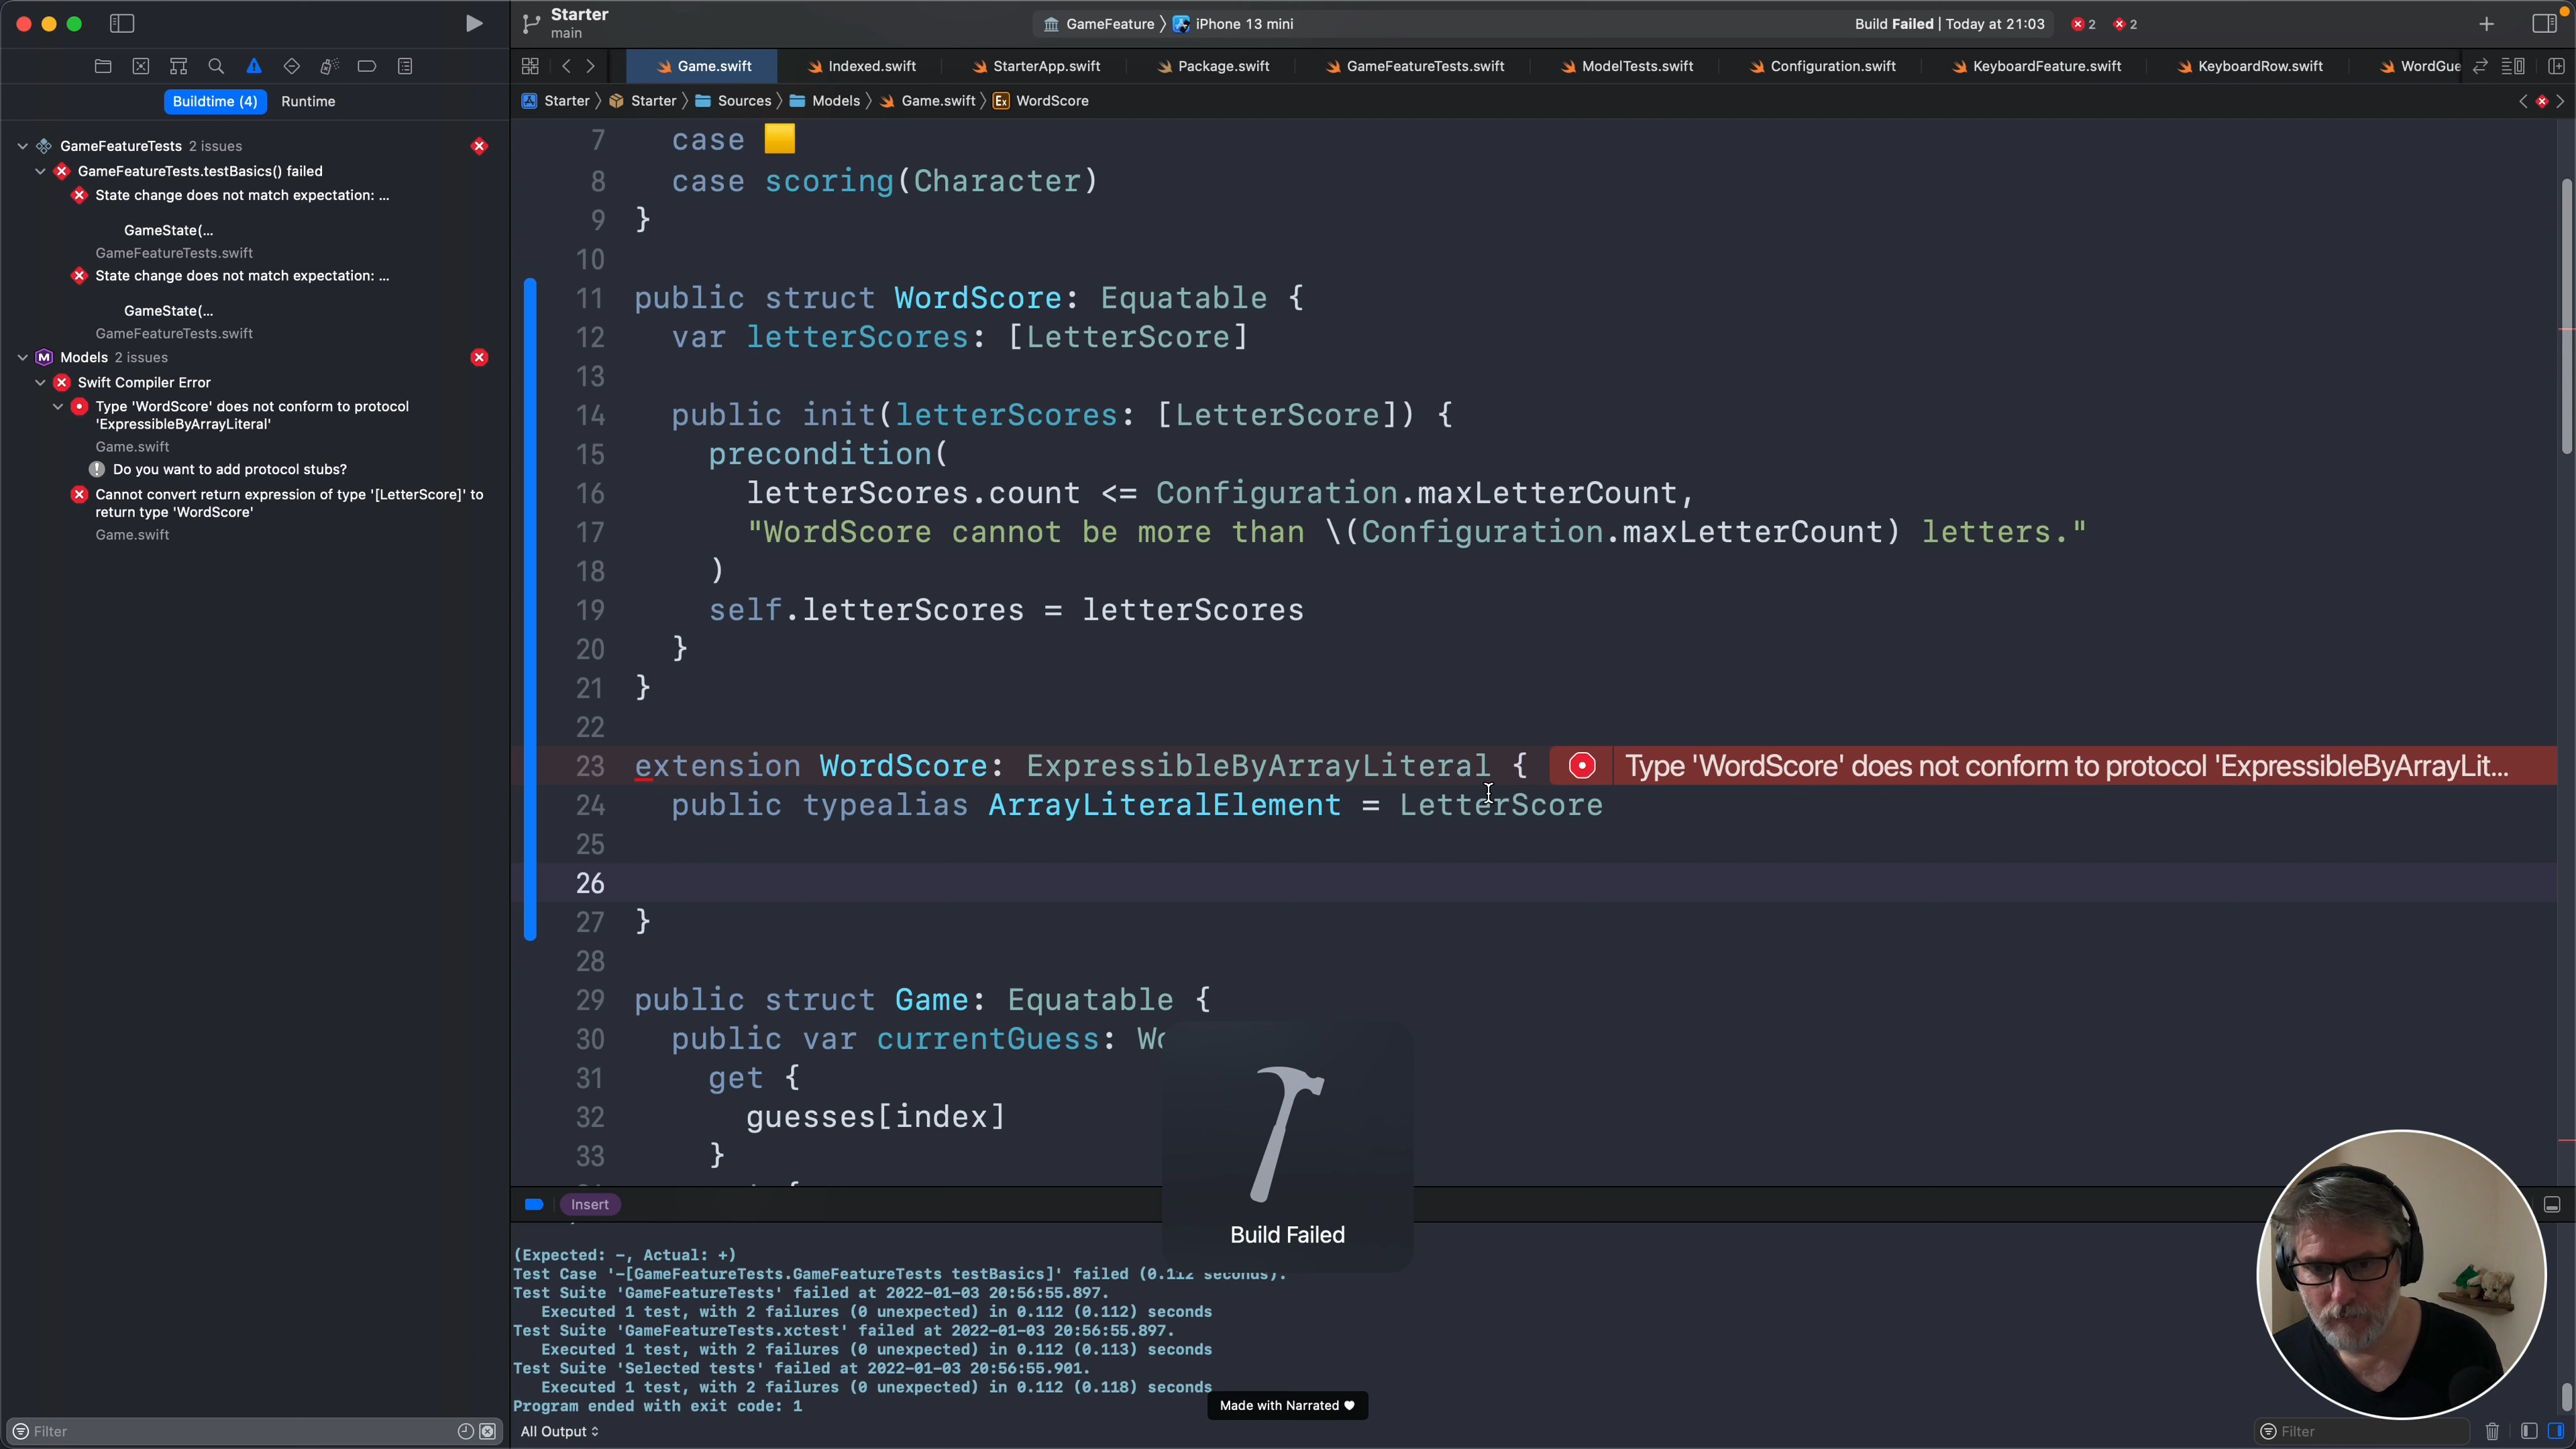 Starter
main
GameFeature
iPhone 13 mini
Build Failed | Today at 21:03
2
2
Game.swift
Indexed.swift
StarterApp.swift
Package.swift
GameFeatureTests.swift
ModelTests.swift
Configuration.swift
KeyboardFeature.swift
KeyboardRow.swift
WordGue
Buildtime (4)
Runtime
Starter
Starter
Sources
Models
Game.swift
Ex WordScore
GameFeatureTests 2 issues
GameFeatureTests.testBasics() failed
State change does not match expectation: ...
GameState(...
GameFeatureTests.swift
State change does not match expectation: ...
GameState(...
GameFeatureTests.swift
M Models 2 issues
Swift Compiler Error
Type 'WordScore' does not conform to protocol
'ExpressibleByArrayLiteral'
Game.swift
Do you want to add protocol stubs?
Cannot convert return expression of type '[LetterScore]' to
return type 'WordScore'
Game.swift
Filter
7 case 🟨
8 case scoring(Character)
9 }
10
11 public struct WordScore: Equatable {
12 var letterScores: [LetterScore]
13
14 public init(letterScores: [LetterScore]) {
15 precondition(
16 letterScores.count <= Configuration.maxLetterCount,
17 "WordScore cannot be more than \(Configuration.maxLetterCount) letters."
18 )
19 self.letterScores = letterScores
20 }
21 }
22
23 extension WordScore: ExpressibleByArrayLiteral { Type 'WordScore' does not conform to protocol 'ExpressibleByArrayLit...
24 public typealias ArrayLiteralElement = LetterScore
25
26
27 }
28
29 public struct Game: Equatable {
30 public var currentGuess:
31 get {
32 guesses[index]
33 }
Build Failed
Insert
(Expected: −, Actual: +)
Test Case '-[GameFeatureTests.GameFeatureTests testBasics]' failed (0.112 seconds).
Test Suite 'GameFeatureTests' failed at 2022-01-03 20:56:55.897.
Executed 1 test, with 2 failures (0 unexpected) in 0.112 (0.112) seconds
Test Suite 'GameFeatureTests.xctest' failed at 2022-01-03 20:56:55.897.
Executed 1 test, with 2 failures (0 unexpected) in 0.112 (0.113) seconds
Test Suite 'Selected tests' failed at 2022-01-03 20:56:55.901.
Executed 1 test, with 2 failures (0 unexpected) in 0.112 (0.118) seconds
Program ended with exit code: 1
Made with Narrated ♥
All Output
Filter